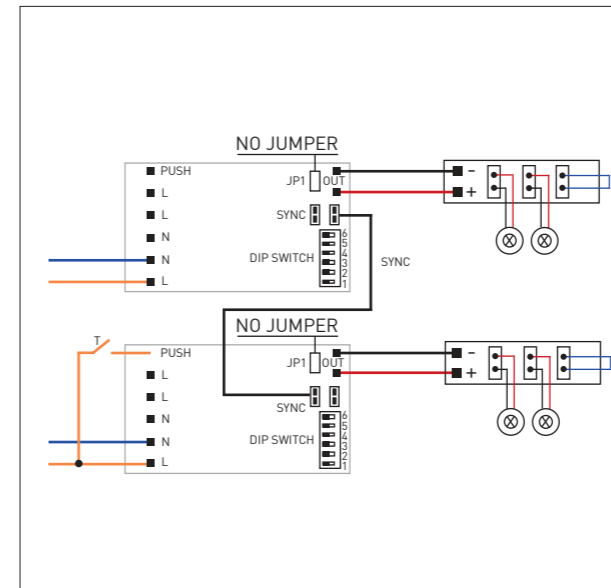 NO JUMPER
PUSH
JP1 OUT
-
L
+
L
SYNC
N
6
5
4
3
2
1
DIP SWITCH
SYNC
N
L
NO JUMPER
T
PUSH
JP1 OUT
-
L
+
L
SYNC
N
6
5
4
3
2
1
DIP SWITCH
N
L